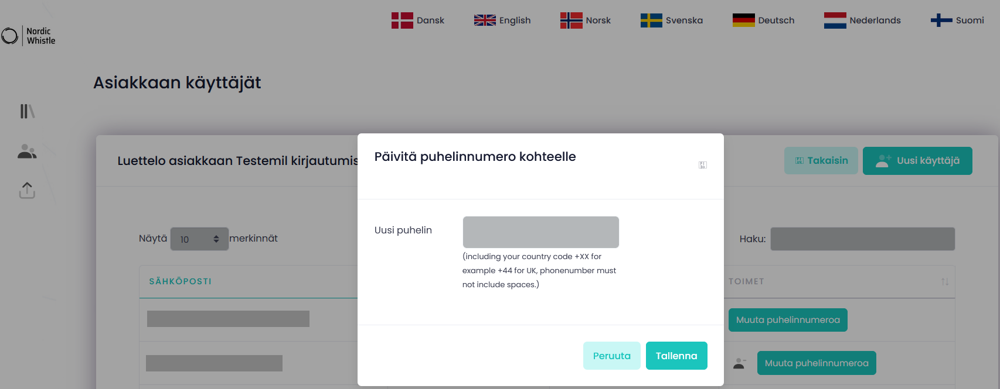 Dansk English Norsk Svenska Deutsch Nederlands Suomi
Nordic
Whistle
Asiakkaan käyttäjät
Luettelo asiakkaan Testemil kirjautumis
Takaisin
Uusi käyttäjä
Päivitä puhelinnumero kohteelle
Näytä 10 merkinnät
Haku:
Uusi puhelin
(including your country code +XX for
example +44 for UK, phonenumber must
not include spaces.)
SÄHKÖPOSTI
TOIMET
Muuta puhelinnumeroa
Muuta puhelinnumeroa
Peruuta
Tallenna